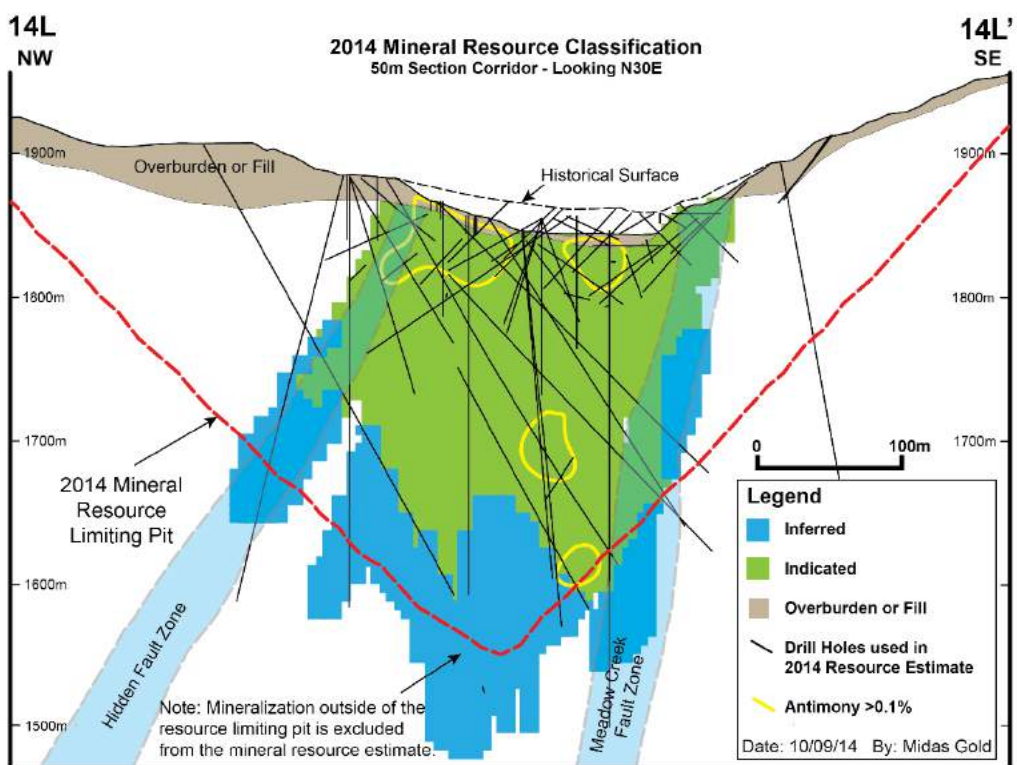 14L
NW
14L'
SE
2014 Mineral Resource Classification
50m Section Corridor - Looking N30E
1900m
Overburden or Fill
Historical Surface
1900m
1800m
1800m
1700m
1700m
0
100m
2014 Mineral
Resource
Limiting Pit
Legend
Inferred
Indicated
Overburden or Fill
Drill Holes used in
2014 Resource Estimate
Antimony >0.1%
Date: 10/09/14 By: Midas Gold
1600m
1500m
Hidden Fault Zone
Note: Mineralization outside of the
resource limiting pit is excluded
from the mineral resource estimate.
Meadow Creek
Fault Zone